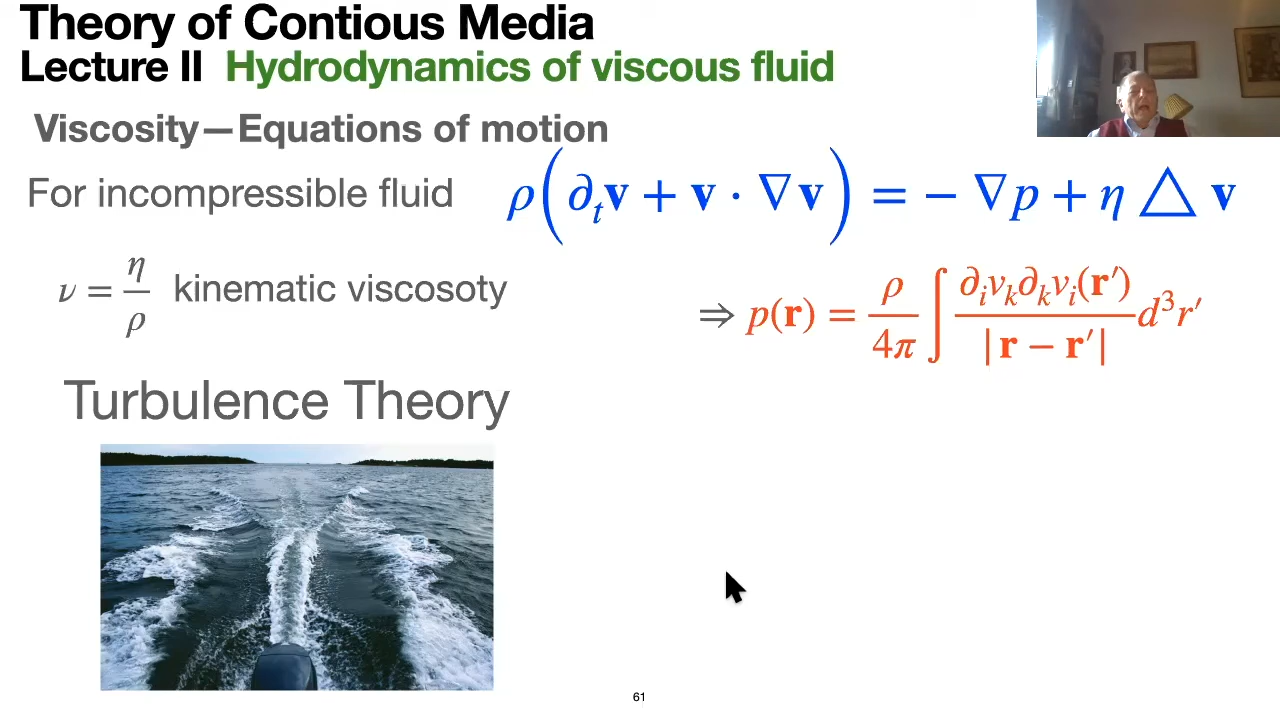 Theory of Contious Media
Lecture II Hydrodynamics of viscous fluid
Viscosity—Equations of motion
For incompressible fluid ρ(∂ₜv + v · ∇v) = − ∇p + η △ v
ν = η/ρ kinematic viscosoty
⇒ p(r) = ρ/4π ∫ ∂ᵢvₖ∂ₖvᵢ(r′)/|r − r′| d³r′
Turbulence Theory
61